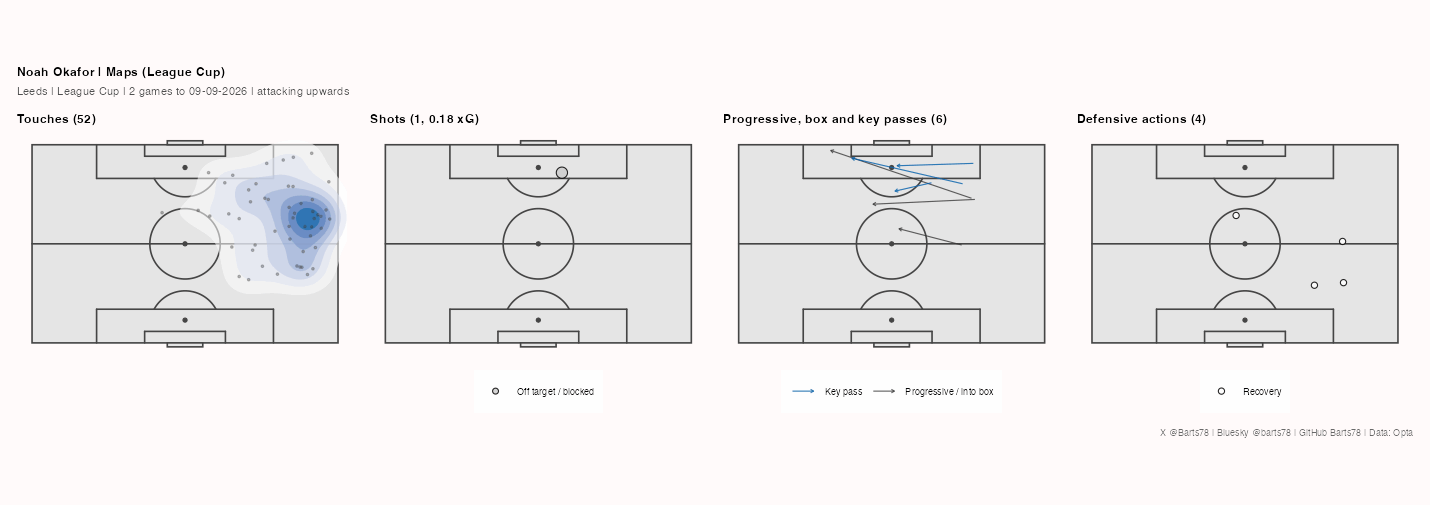 Noah Okafor | Maps (League Cup)
Leeds | League Cup | 2 games to 09-09-2026 | attacking upwards
Touches (52)
Shots (1, 0.18 xG)
Progressive, box and key passes (6)
Defensive actions (4)
Off target / blocked
Key pass
Progressive / into box
Recovery
X @Barts78 | Bluesky @barts78 | GitHub Barts78 | Data: Opta